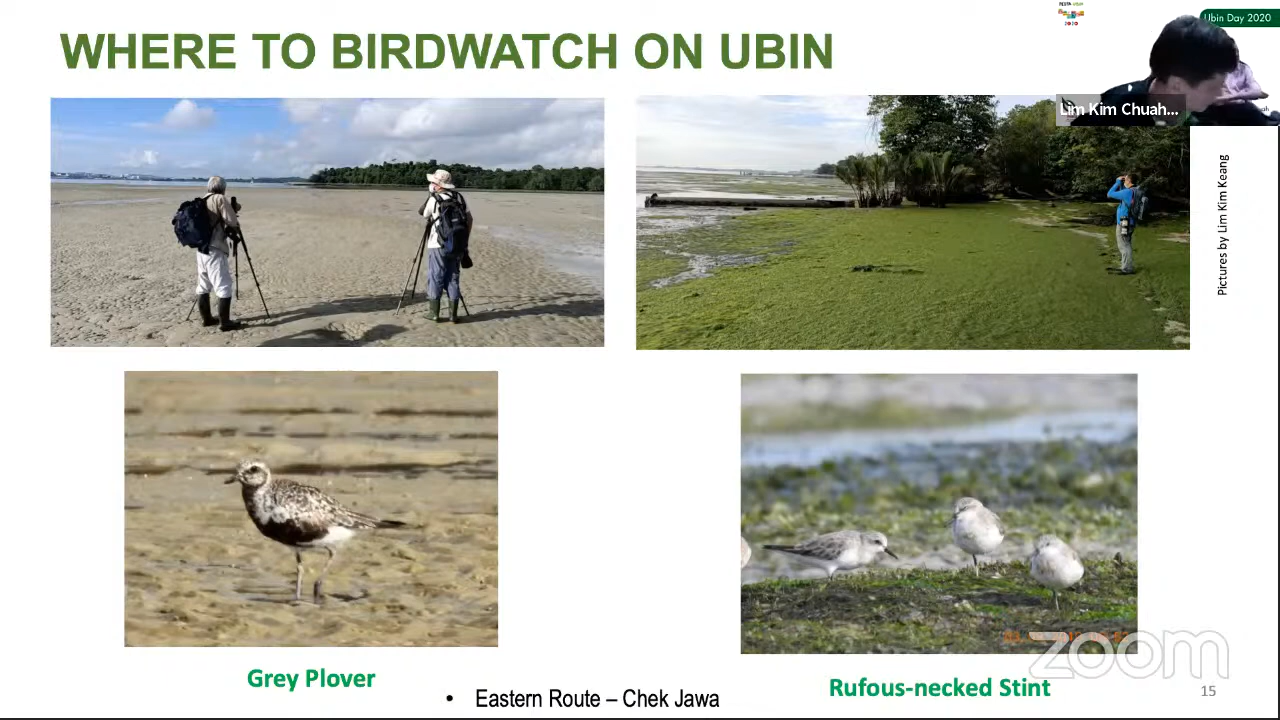 WHERE TO BIRDWATCH ON UBIN
Ubin Day 2020
Lim Kim Chuah...
Pictures by Lim Kim Keang
Grey Plover
Rufous-necked Stint
• Eastern Route – Chek Jawa
zoom
15